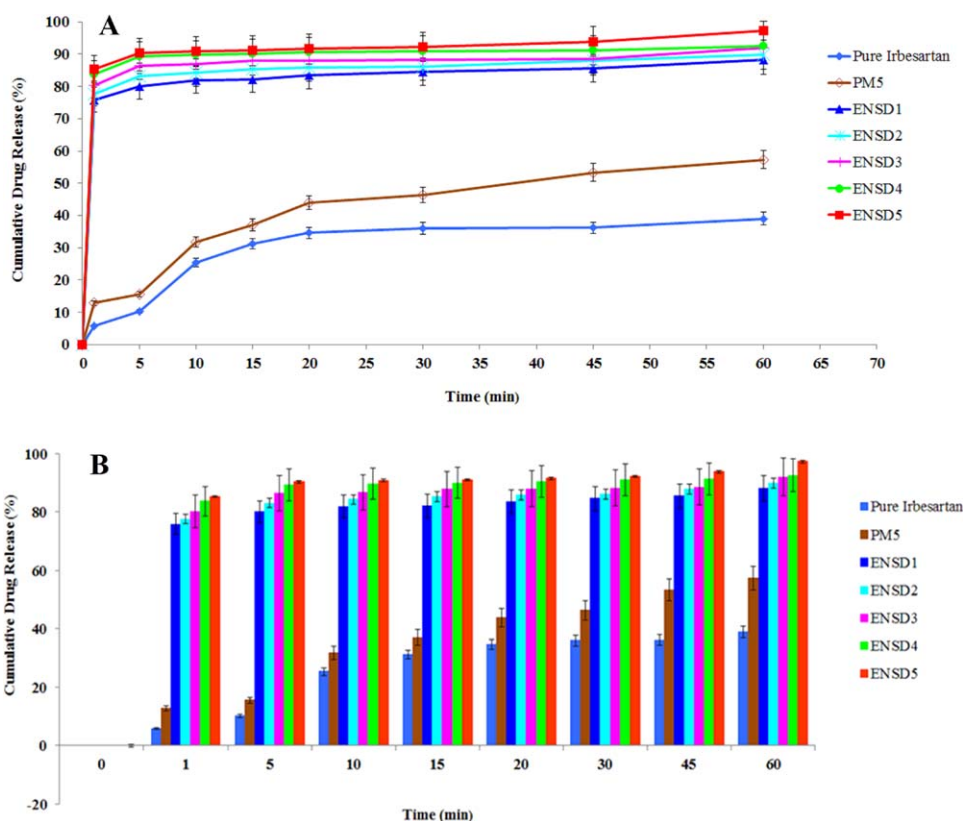 A
Cumulative Drug Release (%)
100
90
80
70
60
50
40
30
20
10
0
0 5 10 15 20 25 30 35 40 45 50 55 60 65 70
Time (min)
Pure Irbesartan
PM5
ENSD1
ENSD2
ENSD3
ENSD4
ENSD5
B
Cumulative Drug Release (%)
100
80
60
40
20
0
-20
0 1 5 10 15 20 30 45 60
Time (min)
Pure Irbesartan
PM5
ENSD1
ENSD2
ENSD3
ENSD4
ENSD5